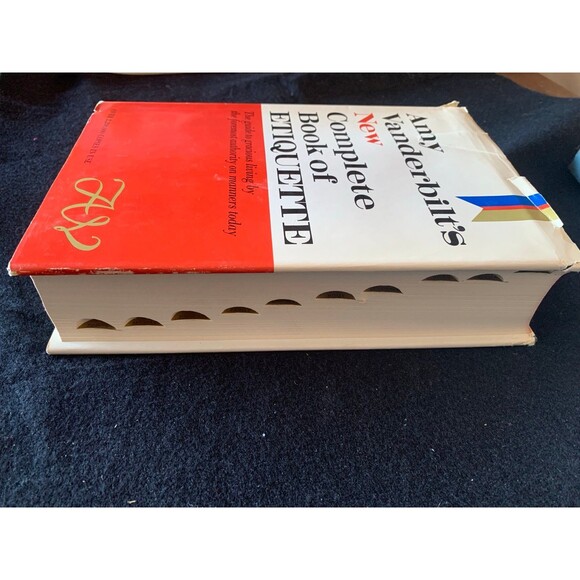 Amy
Vanderbilt's
New
Complete
Book of
ETIQUETTE
The guide to gracious living by
the foremost authority on manners today
AV